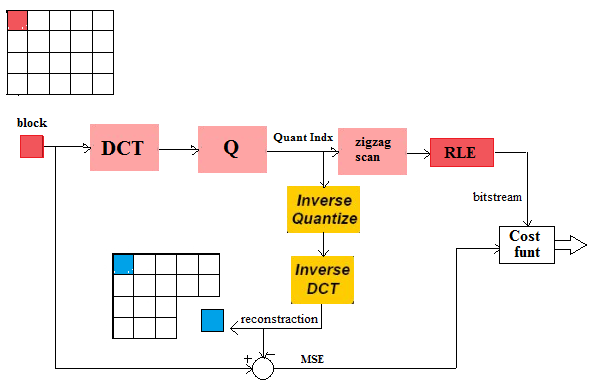 block
DCT
Q
Quant Indx
zigzag
scan
RLE
Inverse
Quantize
bitstream
Cost
funt
Inverse
DCT
reconstraction
+
−
MSE